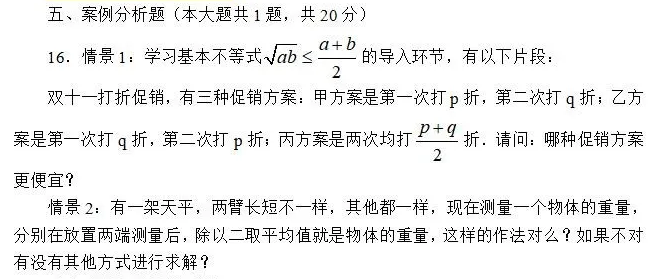 五、案例分析题（本大题共 1 题，共 20 分）
16．情景 1：学习基本不等式 $\sqrt{ab} \leq \frac{a+b}{2}$ 的导入环节，有以下片段：
双十一打折促销，有三种促销方案：甲方案是第一次打 p 折，第二次打 q 折；乙方
案是第一次打 q 折，第二次打 p 折；丙方案是两次均打 $\frac{p+q}{2}$ 折．请问：哪种促销方案
更便宜？
情景 2：有一架天平，两臂长短不一样，其他都一样，现在测量一个物体的重量，
分别在放置两端测量后，除以二取平均值就是物体的重量，这样的作法对么？如果不对
有没有其他方式进行求解？